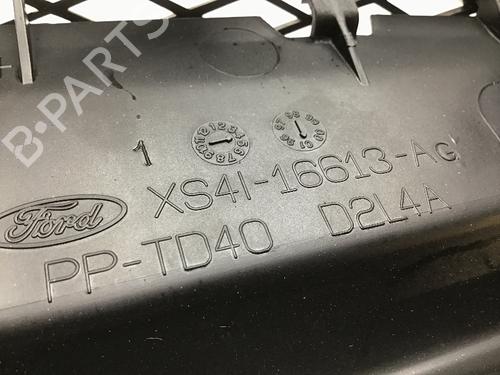 B-PARTS
1
XS4I-16613-AG
Ford
PP-TD40 D2L4A